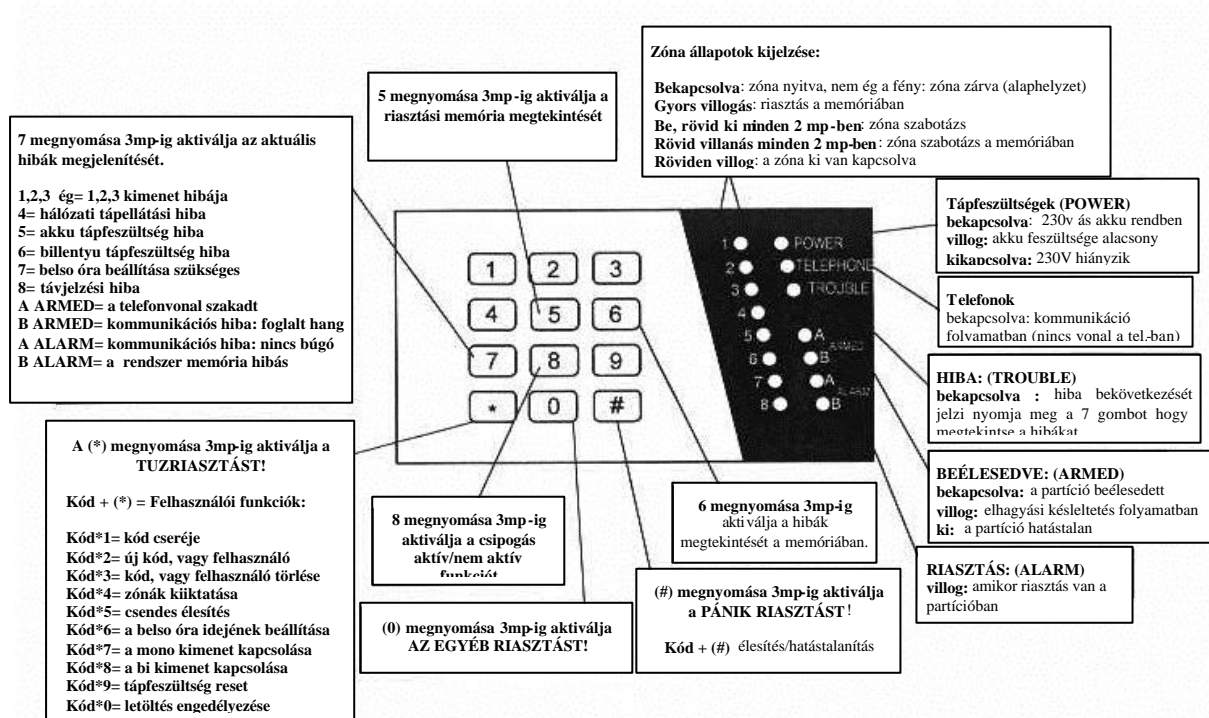 Zóna állapotok kijelzése:
Bekapcsolva: zóna nyitva, nem ég a fény: zóna zárva (alaphelyzet)
Gyors villogás: riasztás a memóriában
Be, rövid ki minden 2 mp-ben: zóna szabotázs
Rövid villanás minden 2 mp-ben: zóna szabotázs a memóriában
Röviden villog: a zóna ki van kapcsolva
5 megnyomása 3mp-ig aktiválja a
riasztási memória megtekintését
7 megnyomása 3mp-ig aktiválja az aktuális
hibák megjelenítését.
1,2,3 ég= 1,2,3 kimenet hibája
4= hálózati tápellátási hiba
5= akku tápfeszültség hiba
6= billentyu tápfeszültség hiba
7= belso óra beállítása szükséges
8= távjelzési hiba
A ARMED= a telefonvonal szakadt
B ARMED= kommunikációs hiba: foglalt hang
A ALARM= kommunikációs hiba: nincs búgó
B ALARM= a rendszer memória hibás
1 2 3
4 5 6
7 8 9
* 0 #
1 POWER
2 TELEPHONE
3 TROUBLE
4
5 A
ARMED
6 B
7 A
ALARM
8 B
Tápfeszültségek (POWER)
bekapcsolva: 230v ás akku rendben
villog: akku feszültsége alacsony
kikapcsolva: 230V hiányzik
Telefonok
bekapcsolva: kommunikáció
folyamatban (nincs vonal a tel.-ban)
HIBA: (TROUBLE)
bekapcsolva : hiba bekövetkezését
jelzi nyomja meg a 7 gombot hogy
megtekintse a hibákat
BEÉLESEDVE: (ARMED)
bekapcsolva: a partíció beélesedett
villog: elhagyási késleltetés folyamatban
ki: a partíció hatástalan
RIASZTÁS: (ALARM)
villog: amikor riasztás van a
partícióban
A (*) megnyomása 3mp-ig aktiválja a
TUZRIASZTÁST!
Kód + (*) = Felhasználói funkciók:
Kód*1= kód cseréje
Kód*2= új kód, vagy felhasználó
Kód*3= kód, vagy felhasználó törlése
Kód*4= zónák kiiktatása
Kód*5= csendes élesítés
Kód*6= a belso óra idejének beállítása
Kód*7= a mono kimenet kapcsolása
Kód*8= a bi kimenet kapcsolása
Kód*9= tápfeszültség reset
Kód*0= letöltés engedélyezése
8 megnyomása 3mp-ig
aktiválja a csipogás
aktív/nem aktív
funkciót
6 megnyomása 3mp-ig
aktiválja a hibák
megtekintését a memóriában.
(0) megnyomása 3mp-ig aktiválja
AZ EGYÉB RIASZTÁST!
(#) megnyomása 3mp-ig aktiválja
a PÁNIK RIASZTÁST!
Kód + (#) élesítés/hatástalanítás